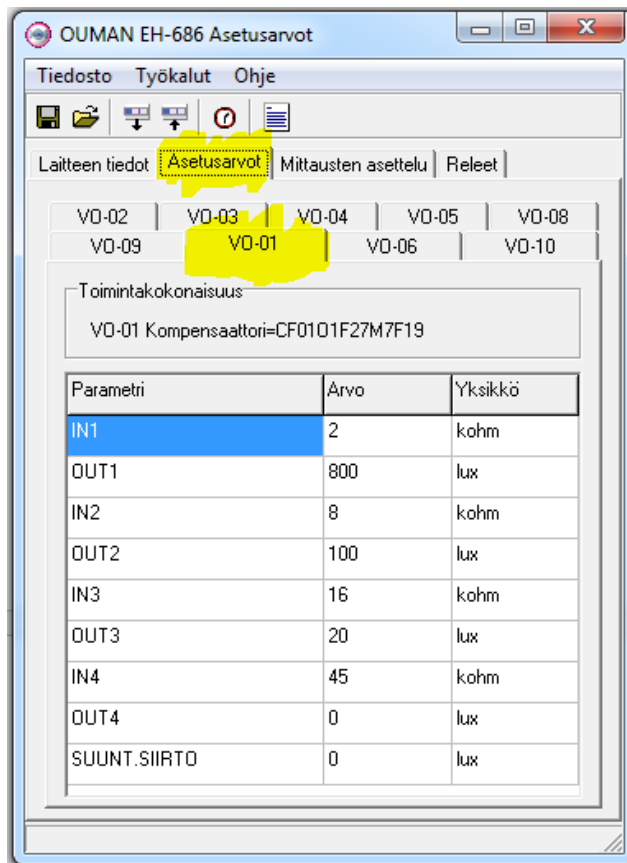 OUMAN EH-686 Asetusarvot
Tiedosto Työkalut Ohje
Laitteen tiedot Asetusarvot Mittausten asettelu Releet
VO-02 VO-03 VO-04 VO-05 VO-08
VO-09 VO-01 VO-06 VO-10
Toimintakokonaisuus
VO-01 Kompensaattori=CF01O1F27M7F19
Parametri Arvo Yksikkö
IN1 2 kohm
OUT1 800 lux
IN2 8 kohm
OUT2 100 lux
IN3 16 kohm
OUT3 20 lux
IN4 45 kohm
OUT4 0 lux
SUUNT.SIIRTO 0 lux